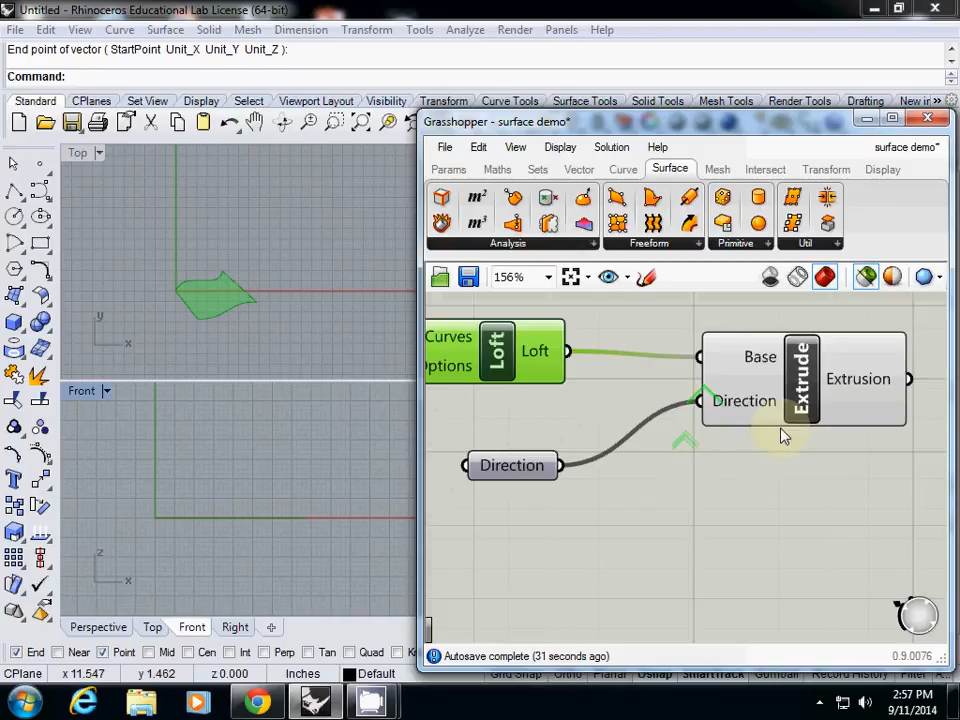 Untitled - Rhinoceros Educational Lab License (64-bit)
File Edit View Curve Surface Solid Mesh Dimension Transform Tools Analyze Render Panels Help
End point of vector ( StartPoint Unit_X Unit_Y Unit_Z ):
Command:
Standard CPlanes Set View Display Select Viewport Layout Visibility Transform Curve Tools Surface Tools Solid Tools Mesh Tools Render Tools Drafting New in »
Top
Grasshopper - surface demo*
File Edit View Display Solution Help surface demo*
Params Maths Sets Vector Curve Surface Mesh Intersect Transform Display
m²
m³
Analysis Freeform Primitive Util
156%
y
x
Front
z
x
Curves
Options
Loft
Loft
Base
Direction
Extrude
Extrusion
Direction
Perspective Top Front Right
End Near Point Mid Cen Int Perp Tan Quad
Autosave complete (31 seconds ago) 0.9.0076
CPlane x 11.547 y 1.462 z 0.000 Inches Default Grid Snap Ortho Planar Osnap SmartTrack Gumball Record History Filter
2:57 PM
9/11/2014